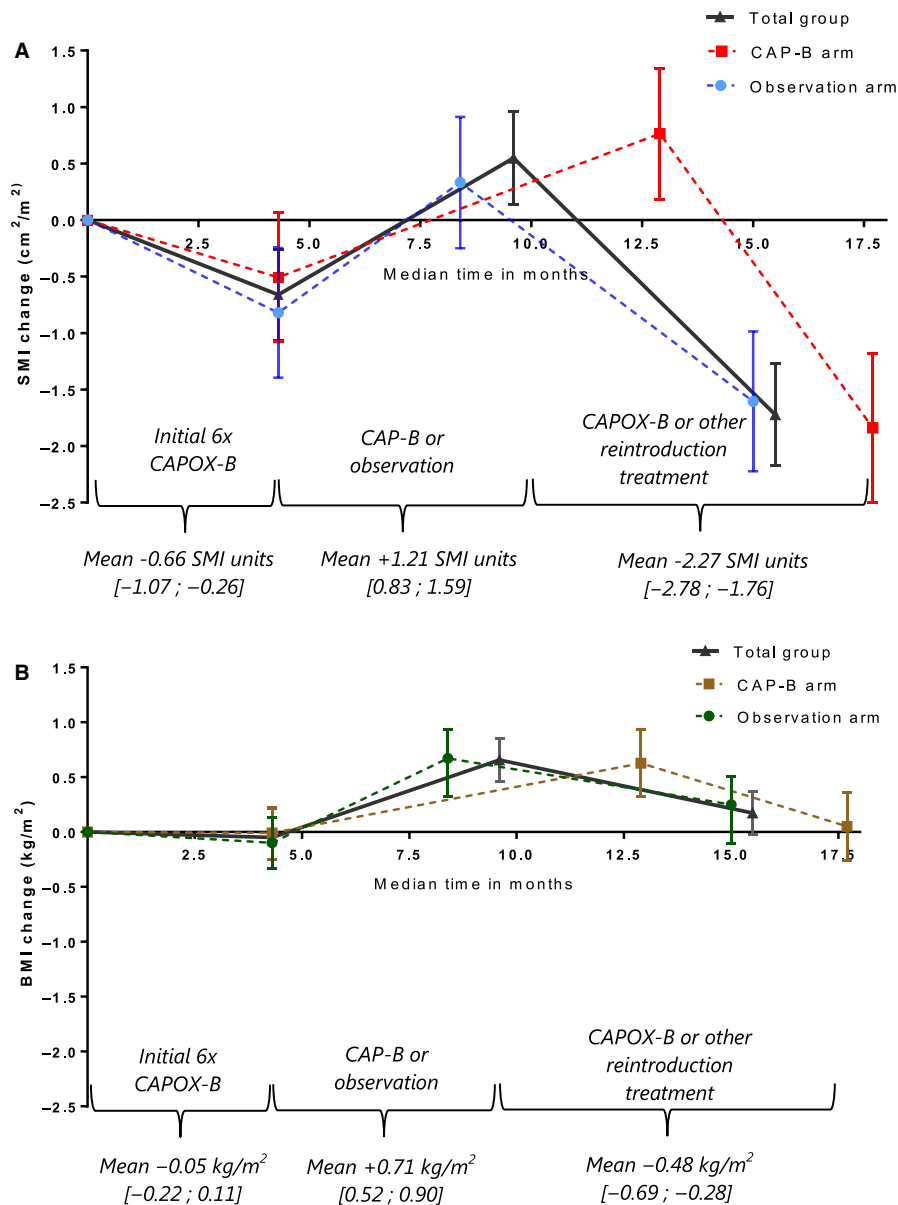 A
Total group
CAP-B arm
Observation arm
SMI change (cm²/m²)
1.5
1.0
0.5
0.0
−0.5
−1.0
−1.5
−2.0
−2.5
2.5 5.0 7.5 10.0 12.5 15.0 17.5
Median time in months
Initial 6x
CAPOX-B
CAP-B or
observation
CAPOX-B or other
reintroduction
treatment
Mean -0.66 SMI units
[−1.07 ; −0.26]
Mean +1.21 SMI units
[0.83 ; 1.59]
Mean -2.27 SMI units
[−2.78 ; −1.76]
B
Total group
CAP-B arm
Observation arm
BMI change (kg/m²)
1.5
1.0
0.5
0.0
−0.5
−1.0
−1.5
−2.0
−2.5
2.5 5.0 7.5 10.0 12.5 15.0 17.5
Median time in months
Initial 6x
CAPOX-B
CAP-B or
observation
CAPOX-B or other
reintroduction
treatment
Mean −0.05 kg/m²
[−0.22 ; 0.11]
Mean +0.71 kg/m²
[0.52 ; 0.90]
Mean −0.48 kg/m²
[−0.69 ; −0.28]